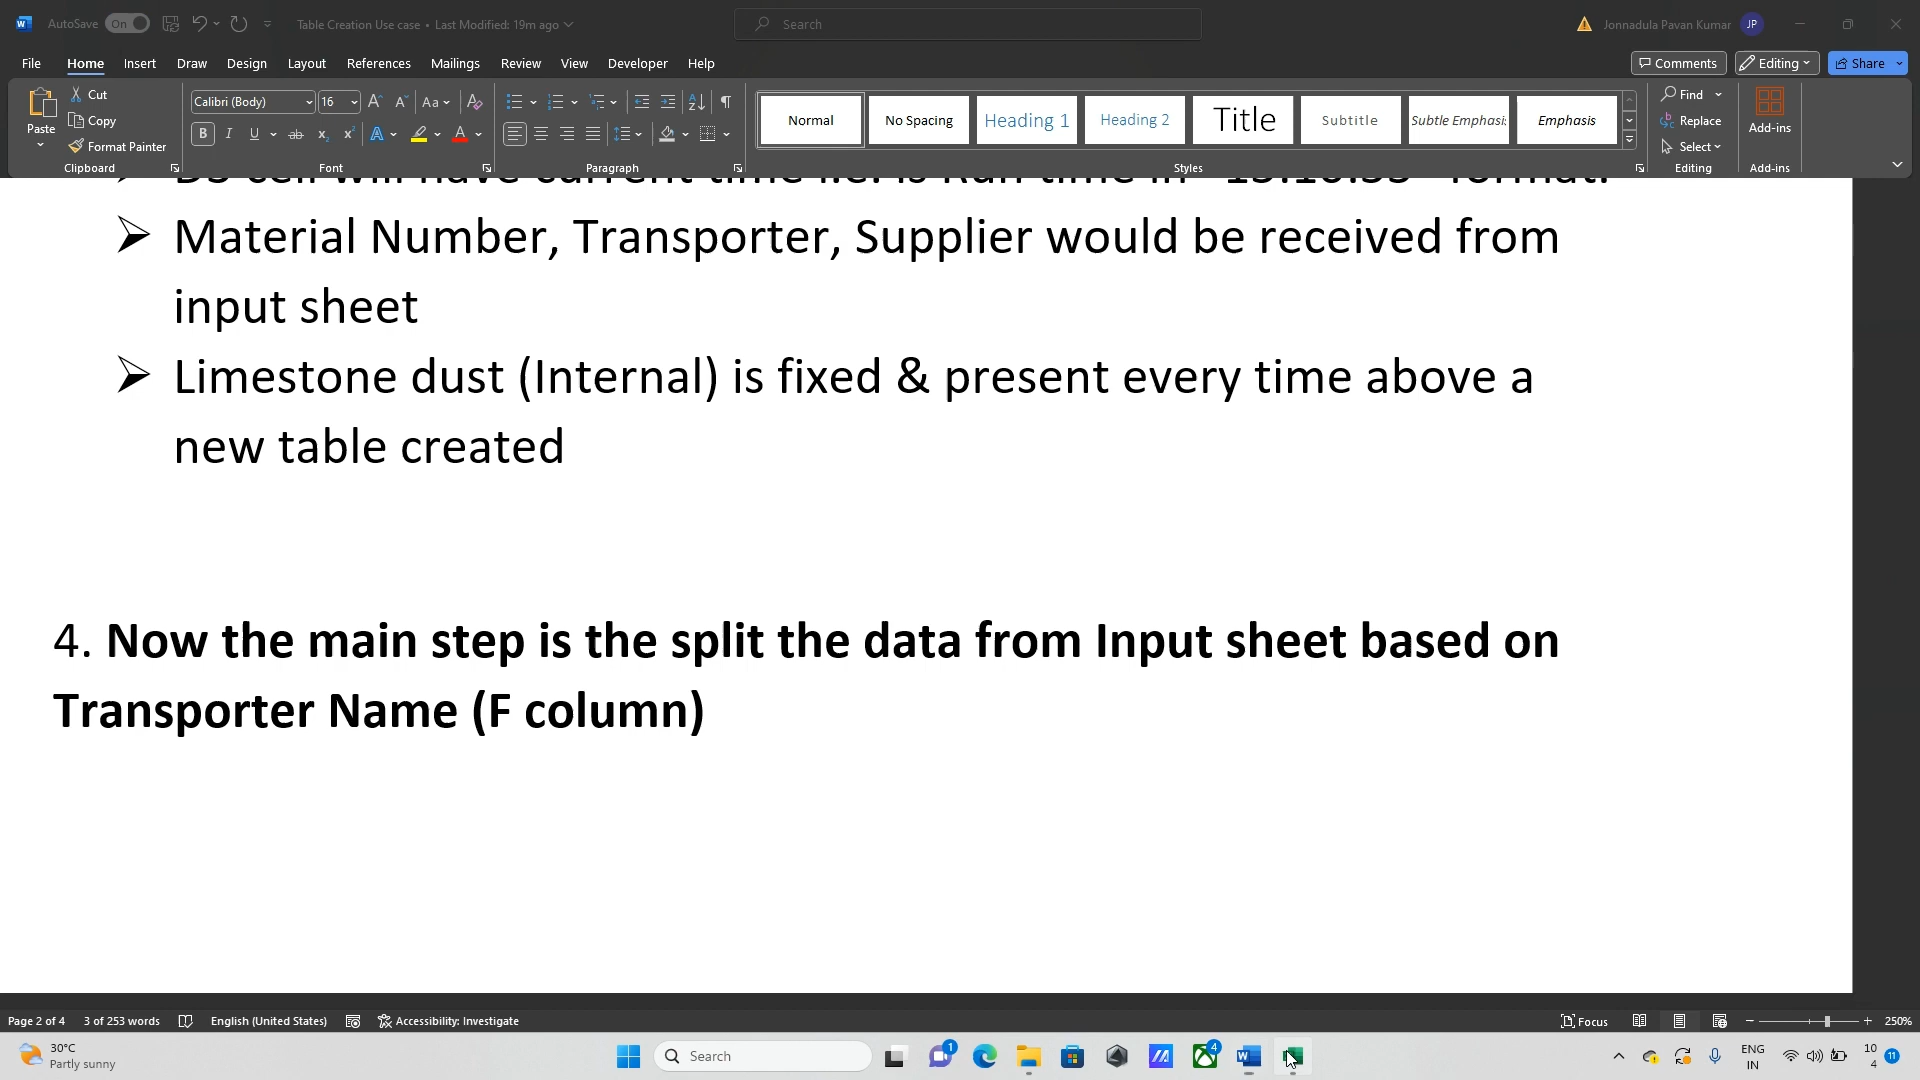 AutoSave On
Table Creation Use case • Last Modified: 19m ago
Search
Jonnadula Pavan Kumar JP
File Home Insert Draw Design Layout References Mailings Review View Developer Help
Comments Editing Share
Paste
Cut
Copy
Format Painter
Clipboard
Calibri (Body) 16
Font
Paragraph
Normal No Spacing Heading 1 Heading 2 Title Subtitle Subtle Emphasis Emphasis
Styles
Find
Replace
Select
Editing
Add-ins
Add-ins
Material Number, Transporter, Supplier would be received from
input sheet
Limestone dust (Internal) is fixed & present every time above a
new table created
4. Now the main step is the split the data from Input sheet based on
Transporter Name (F column)
Page 2 of 4 3 of 253 words English (United States) Accessibility: Investigate
Focus 250%
30°C
Partly sunny
Search
1
4
ENG
IN
10
4
11